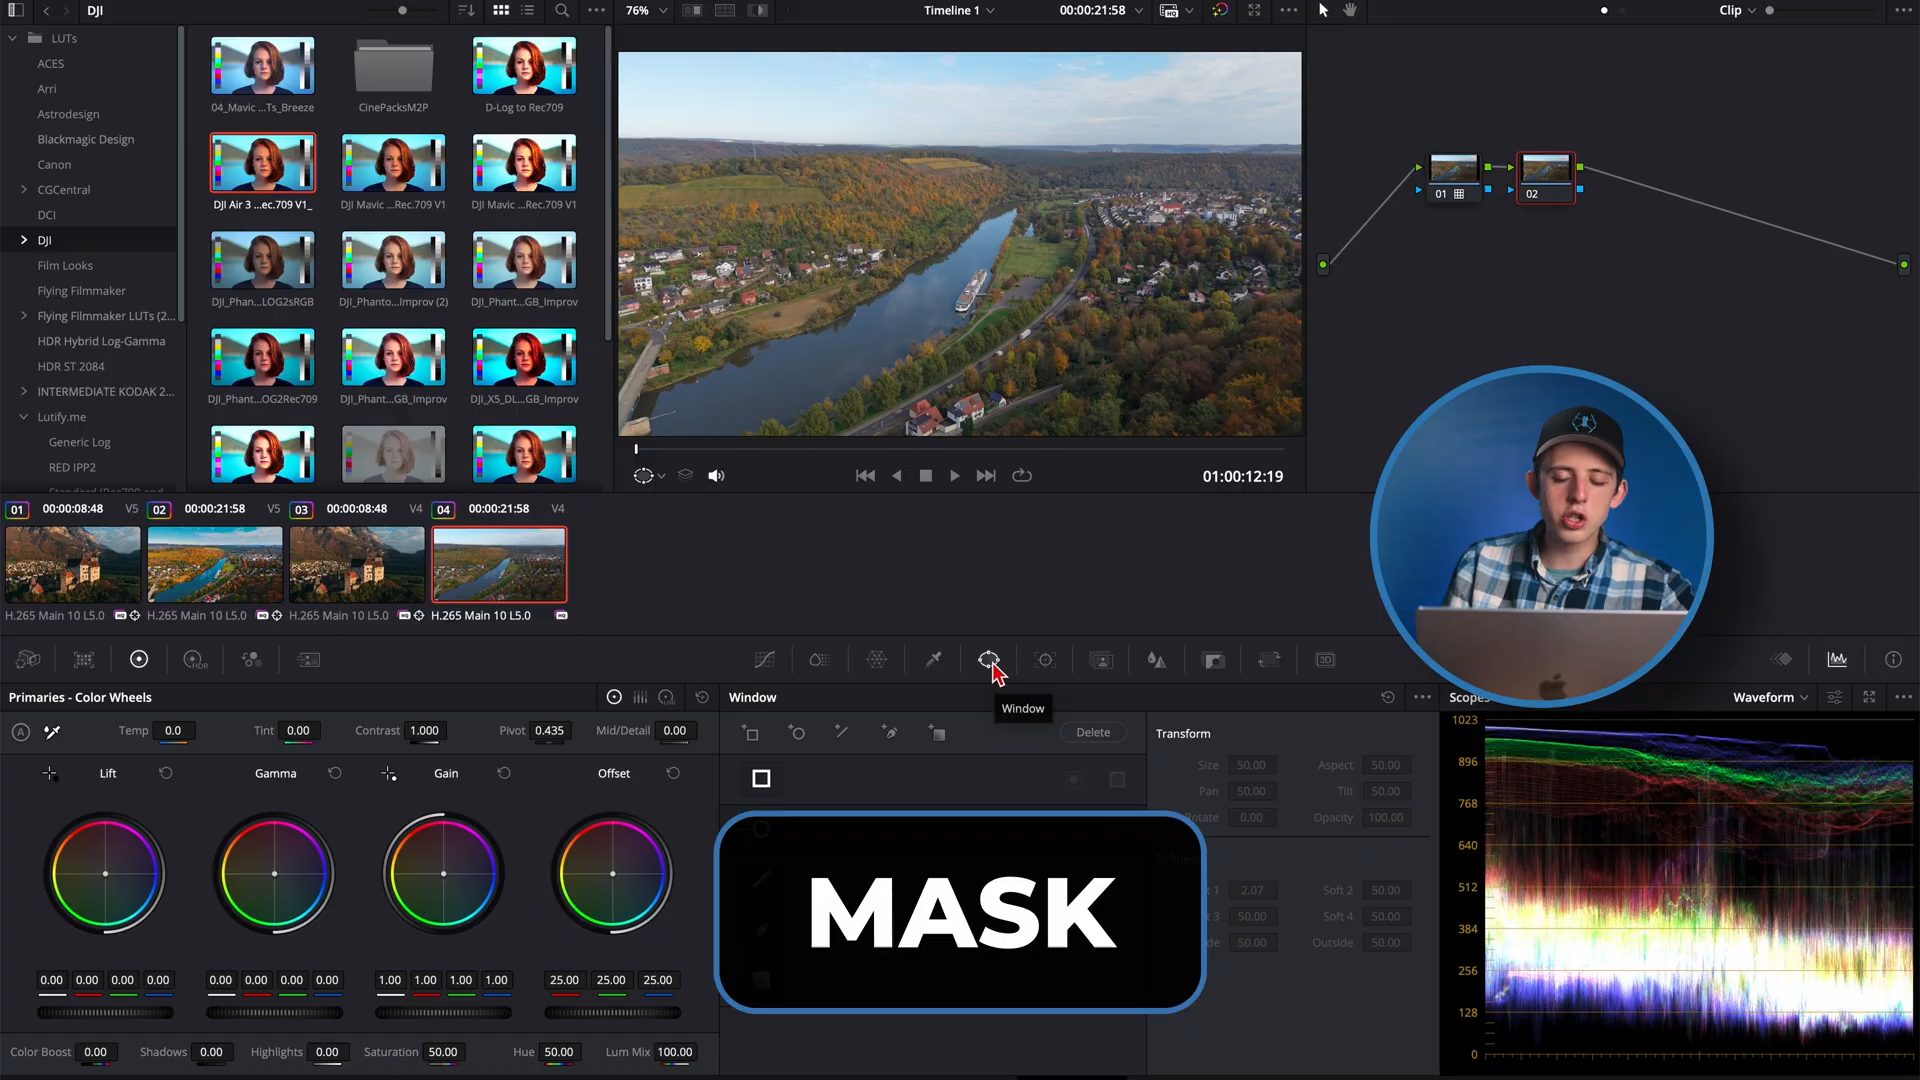 DJI
76%
Timeline 1
00:00:21:58
Clip
LUTs
ACES
Arri
Astrodesign
Blackmagic Design
Canon
CGCentral
DCI
DJI
Film Looks
Flying Filmmaker
Flying Filmmaker LUTs (2...
HDR Hybrid Log-Gamma
HDR ST 2084
INTERMEDIATE KODAK 2...
Lutify.me
Generic Log
RED IPP2
04_Mavic ...Ts_Breeze
CinePacksM2P
D-Log to Rec709
DJI Air 3 ...ec.709 V1_
DJI Mavic ...Rec.709 V1
DJI Mavic ...Rec.709 V1
DJI_Phan...LOG2sRGB
DJI_Phanto...Improv (2)
DJI_Phant...GB_Improv
DJI_Phant...OG2Rec709
DJI_Phant...GB_Improv
DJI_X5_DL...GB_Improv
01:00:12:19
01
02
01 00:00:08:48 V5
02 00:00:21:58 V5
03 00:00:08:48 V4
04 00:00:21:58 V4
H.265 Main 10 L5.0
H.265 Main 10 L5.0
H.265 Main 10 L5.0
H.265 Main 10 L5.0
HDR
3D
Primaries - Color Wheels
Temp 0.0
Tint 0.00
Contrast 1.000
Pivot 0.435
Mid/Detail 0.00
Lift
Gamma
Gain
Offset
0.00 0.00 0.00 0.00
0.00 0.00 0.00 0.00
1.00 1.00 1.00 1.00
25.00 25.00 25.00
Color Boost 0.00
Shadows 0.00
Highlights 0.00
Saturation 50.00
Hue 50.00
Lum Mix 100.00
Window
Window
Delete
Transform
Size 50.00
Aspect 50.00
Pan 50.00
Tilt 50.00
Rotate 0.00
Opacity 100.00
2.07
Soft 2 50.00
50.00
Soft 4 50.00
50.00
Outside 50.00
MASK
Scopes
Waveform
1023
896
768
640
512
384
256
128
0